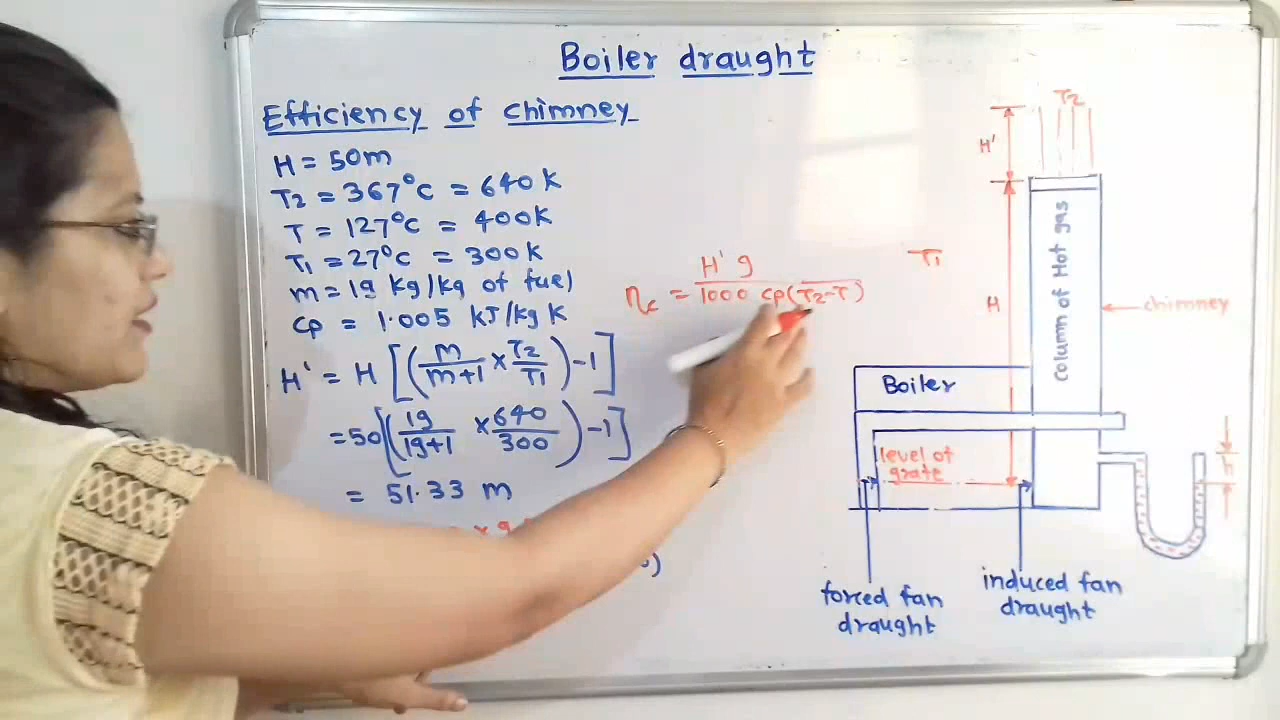 Boiler draught
Efficiency of chimney
H = 50m
T2 = 367°C = 640 K
T = 127°C = 400K
T1 = 27°C = 300K
m = 19 kg/kg of fuel
Cp = 1.005 kJ/kg K
H' = H [(m/m+1 × T2/T1) -1]
= 50[(19/19+1 × 640/300) -1]
= 51.33 m
× 9.
ηc = H' g / 1000 Cp(T2-T)
T2
H'
T1
H
column of Hot gas
chimney
Boiler
level of
grate
h
forced fan
draught
induced fan
draught